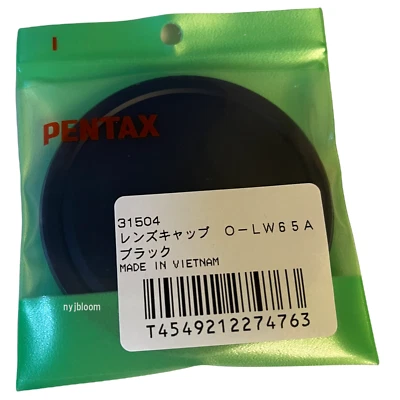 I
PENTAX
31504
レンズキャップ O-LW65A
ブラック
MADE IN VIETNAM
T4549212274763
nyjbloom